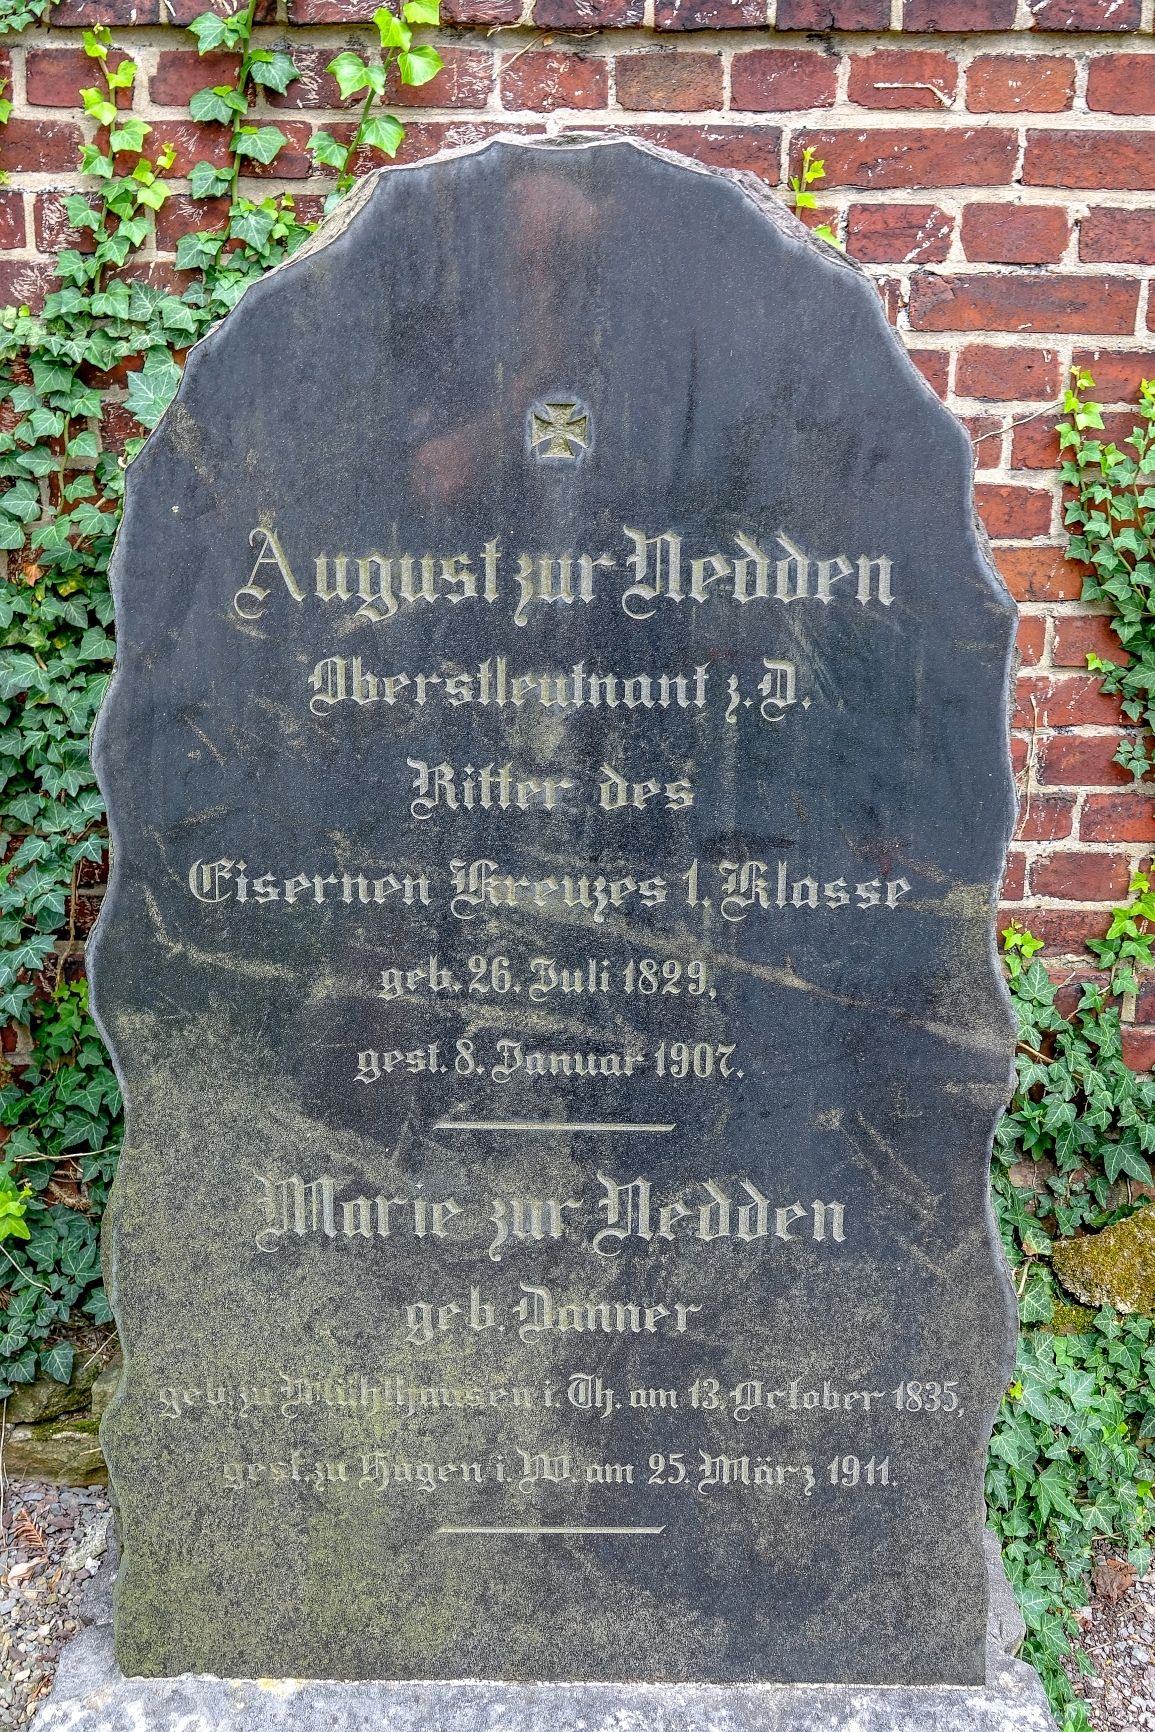 August zur Nedden
Oberstleutnant z. D.
Ritter des
Eisernen Kreuzes 1. Klasse
geb. 26. Juli 1829,
gest. 8. Januar 1907.
Marie zur Nedden
geb. Danner
geb. zu Mühlhausen i. Th. am 13. October 1835,
gest. zu Hagen i. W. am 25. März 1911.